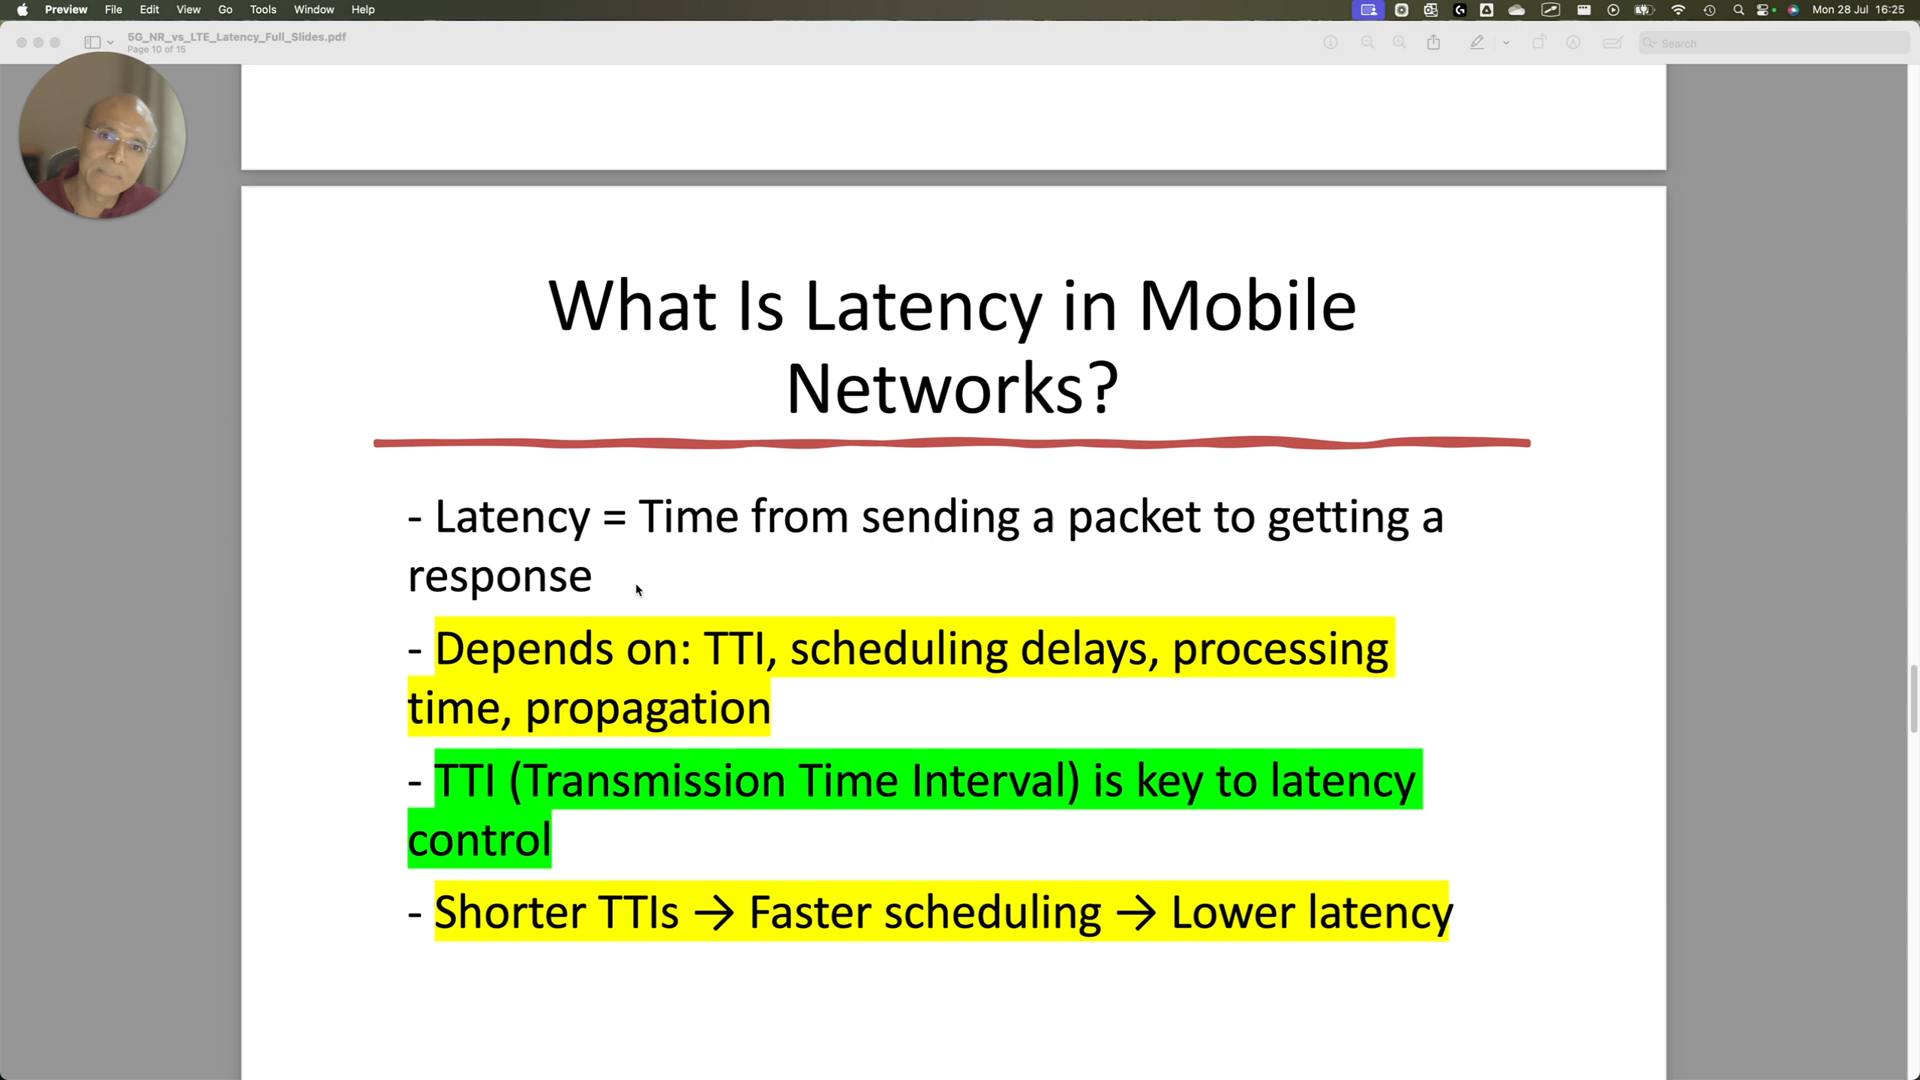 Preview File Edit View Go Tools Window Help Mon 28 Jul 16:25
5G_NR_vs_LTE_Latency_Full_Slides.pdf
Page 10 of 15
Search
What Is Latency in Mobile
Networks?
- Latency = Time from sending a packet to getting a
response
- Depends on: TTI, scheduling delays, processing
time, propagation
- TTI (Transmission Time Interval) is key to latency
control
- Shorter TTIs → Faster scheduling → Lower latency